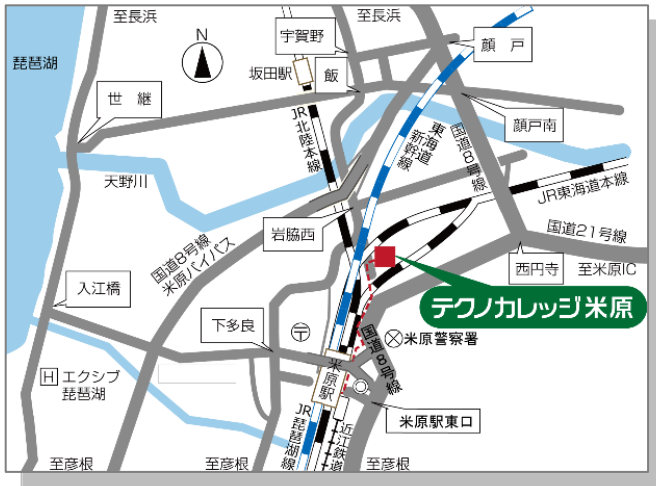 至長浜
至長浜
N
宇賀野
顔 戸
琵琶湖
坂田駅
飯
世 継
顔戸南
JR北陸本線
東海道新幹線
国道8号線
天野川
JR東海道本線
岩脇西
国道21号線
国道8号線
米原バイパス
西円寺
至米原IC
入江橋
テクノカレッジ米原
下多良
〒
米原警察署
国道8号線
米原駅
H エクシブ
琵琶湖
米原駅東口
JR琵琶湖線
近江鉄道
至彦根
至彦根
至彦根